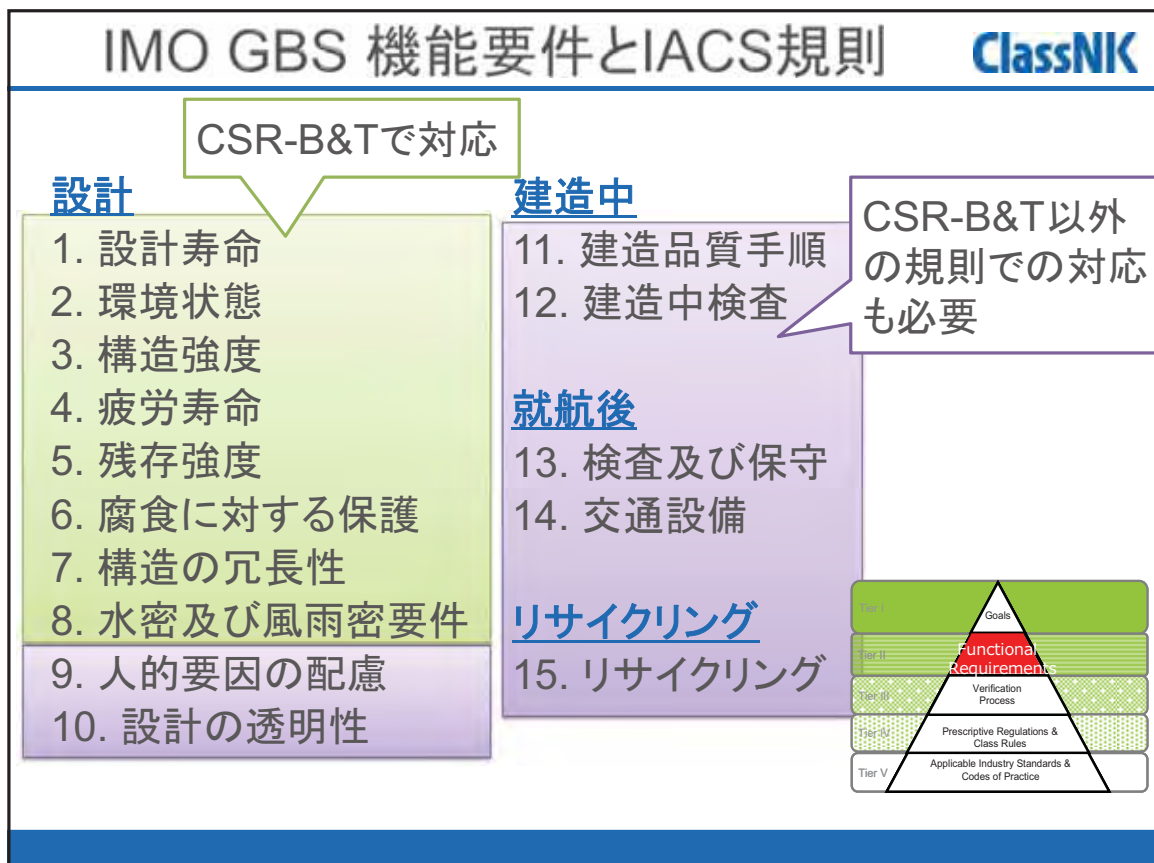 IMO GBS 機能要件とIACS規則
ClassNK
CSR-B&Tで対応
設計
1. 設計寿命
2. 環境状態
3. 構造強度
4. 疲労寿命
5. 残存強度
6. 腐食に対する保護
7. 構造の冗長性
8. 水密及び風雨密要件
9. 人的要因の配慮
10. 設計の透明性
建造中
11. 建造品質手順
12. 建造中検査
CSR-B&T以外
の規則での対応
も必要
就航後
13. 検査及び保守
14. 交通設備
リサイクリング
15. リサイクリング
Tier I
Goals
Tier II
Functional
Requirements
Tier III
Verification
Process
Tier IV
Prescriptive Regulations &
Class Rules
Tier V
Applicable Industry Standards &
Codes of Practice